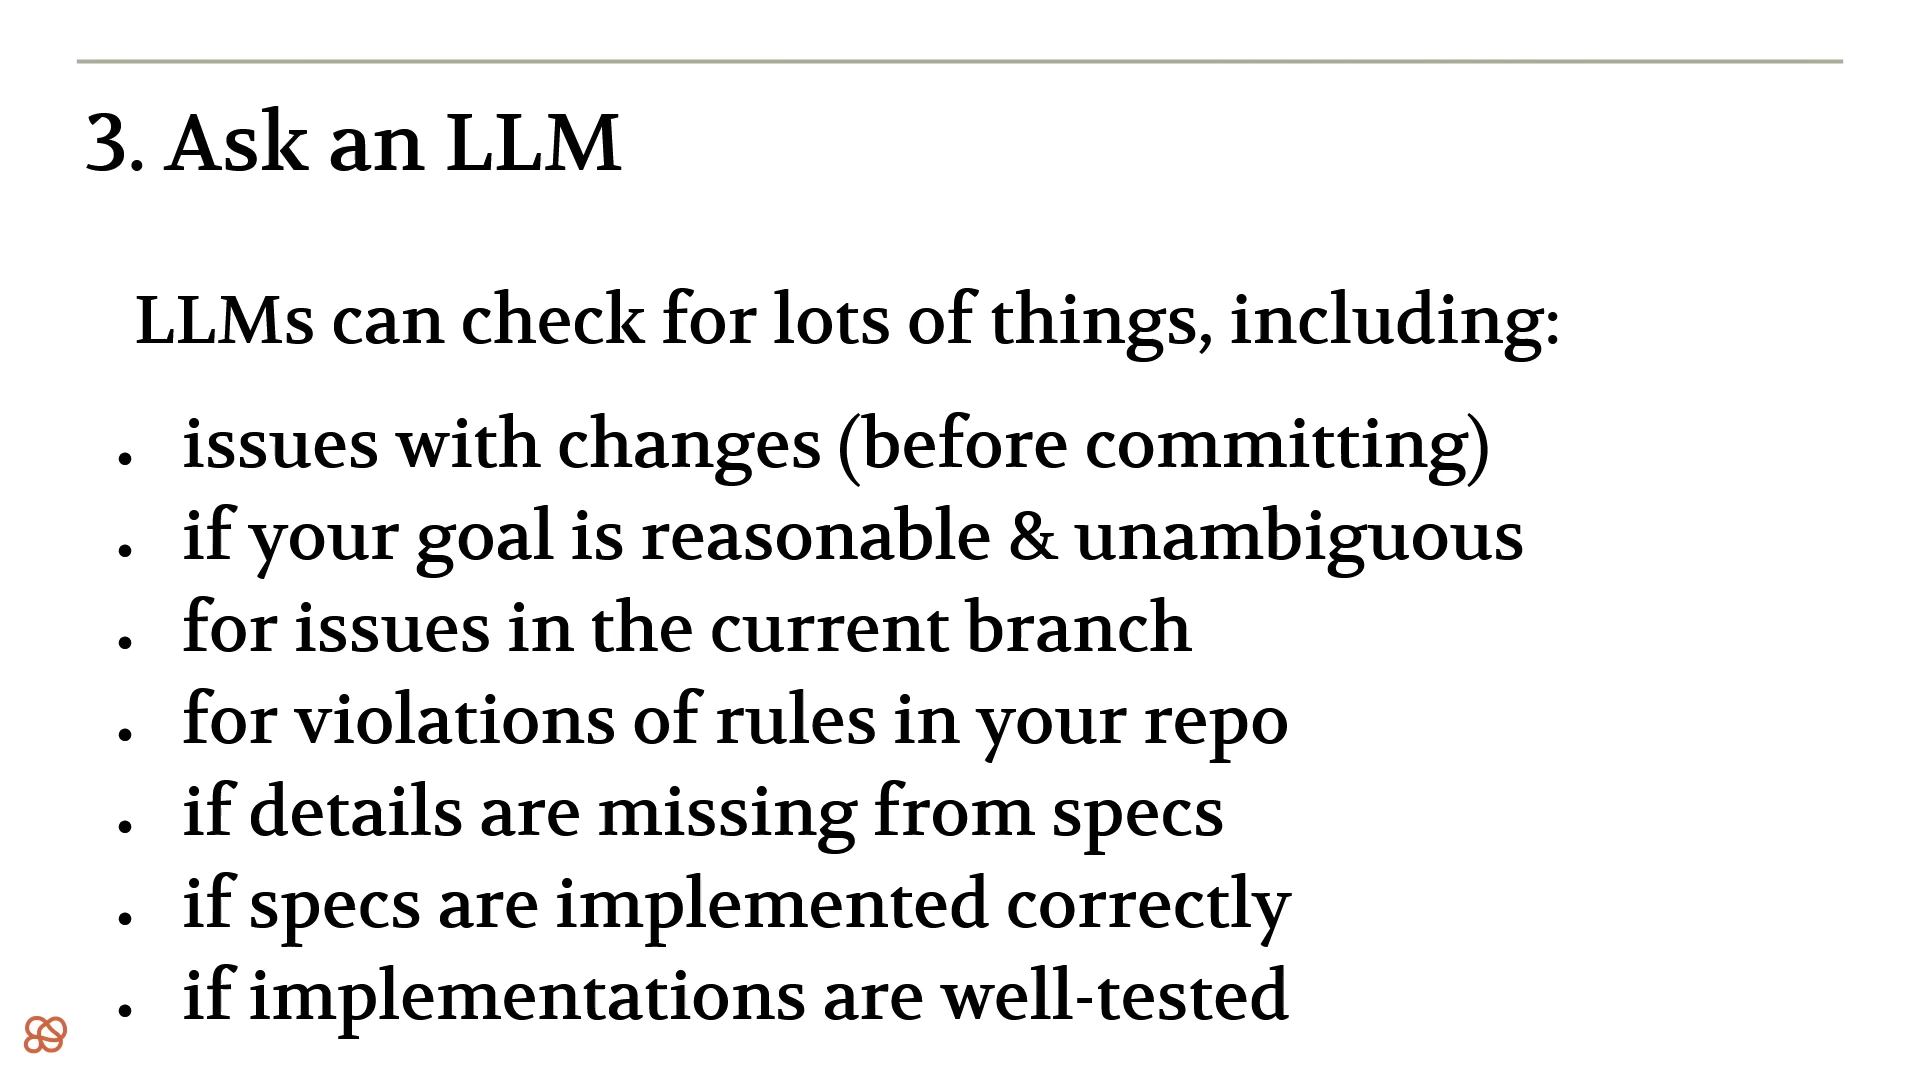 3. Ask an LLM
LLMs can check for lots of things, including:
• issues with changes (before committing)
• if your goal is reasonable & unambiguous
• for issues in the current branch
• for violations of rules in your repo
• if details are missing from specs
• if specs are implemented correctly
• if implementations are well-tested